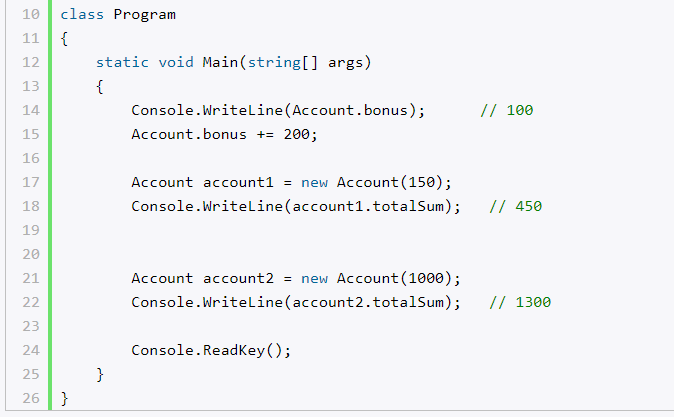 10 class Program
11 {
12     static void Main(string[] args)
13     {
14         Console.WriteLine(Account.bonus);      // 100
15         Account.bonus += 200;
16
17         Account account1 = new Account(150);
18         Console.WriteLine(account1.totalSum);   // 450
19
20
21         Account account2 = new Account(1000);
22         Console.WriteLine(account2.totalSum);   // 1300
23
24         Console.ReadKey();
25     }
26 }